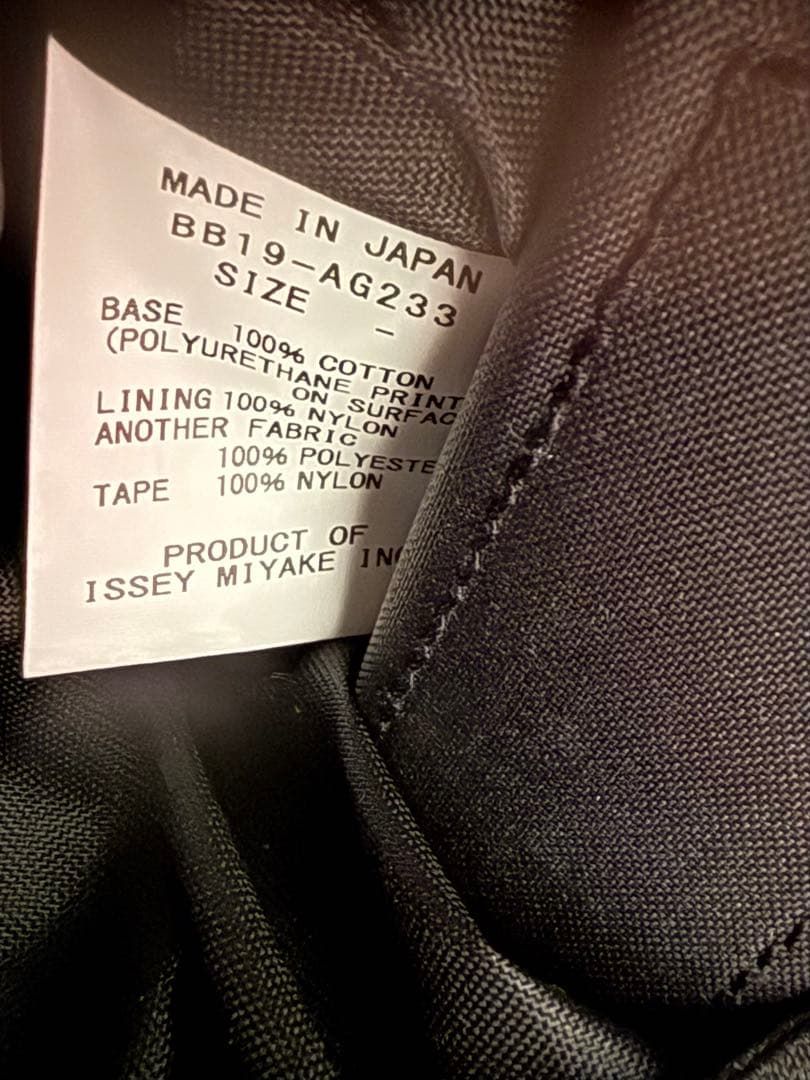 MADE IN JAPAN
BB19-AG233
SIZE -
BASE 100% COTTON
(POLYURETHANE PRINT
ON SURFAC
LINING 100% NYLON
ANOTHER FABRIC
100% POLYESTE
TAPE 100% NYLON
PRODUCT OF
ISSEY MIYAKE INC